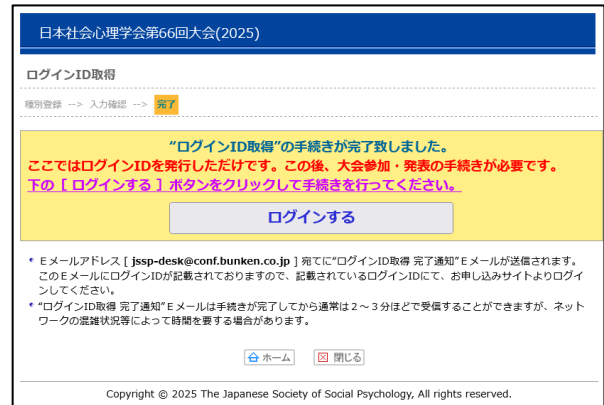 日本社会心理学会第66回大会(2025)
ログインID取得
種別登録 --> 入力確認 --> 完了
“ログインID取得”の手続きが完了致しました。
ここではログインIDを発行しただけです。この後、大会参加・発表の手続きが必要です。
下の［ ログインする ］ボタンをクリックして手続きを行ってください。
ログインする
Eメールアドレス [ jssp-desk@conf.bunken.co.jp ] 宛てに“ログインID取得 完了通知”Eメールが送信されます。
このEメールにログインIDが記載されておりますので、記載されているログインIDにて、お申し込みサイトよりログイ
ンしてください。
“ログインID取得 完了通知”Eメールは手続きが完了してから通常は２～３分ほどで受信することができますが、ネット
ワークの混雑状況等によって時間を要する場合があります。
ホーム 閉じる
Copyright © 2025 The Japanese Society of Social Psychology, All rights reserved.